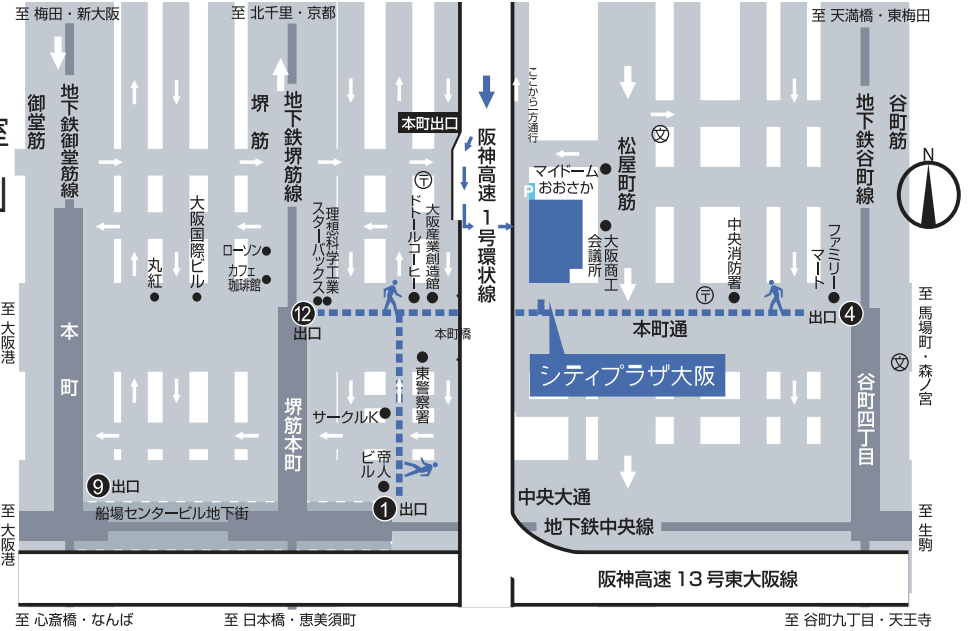 至 梅田・新大阪
至 北千里・京都
至 天満橋・東梅田
御堂筋
地下鉄御堂筋線
堺筋
地下鉄堺筋線
本町出口
阪神高速1号環状線
ここから一方通行
松屋町筋
地下鉄谷町線
谷町筋
N
文
〒
マイドーム
おおさか
P
大阪商工
会議所
大阪国際ビル
丸紅
ローソン
カフェ
珈琲館
理想科学工業
スターバックス
ドトールコーヒー
大阪産業創造館
中央消防署
〒
ファミリー
マート
12
出口
出口
4
本町橋
本町通
至 大阪港
至 馬場町・森ノ宮
文
本町
シティプラザ大阪
東警察署
サークルK
堺筋本町
谷町四丁目
帝人
ビル
9
出口
1
出口
船場センタービル地下街
中央大通
地下鉄中央線
至 大阪港
至 生駒
阪神高速13号東大阪線
至 心斎橋・なんば
至 日本橋・恵美須町
至 谷町九丁目・天王寺